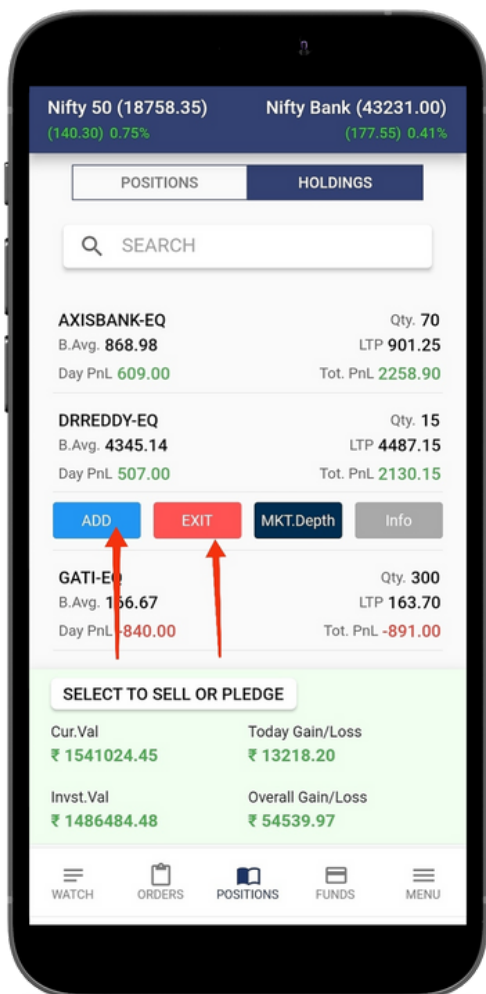 Nifty 50 (18758.35) Nifty Bank (43231.00)
(140.30) 0.75% (177.55) 0.41%
POSITIONS HOLDINGS
SEARCH
AXISBANK-EQ Qty. 70
B.Avg. 868.98 LTP 901.25
Day PnL 609.00 Tot. PnL 2258.90
DRREDDY-EQ Qty. 15
B.Avg. 4345.14 LTP 4487.15
Day PnL 507.00 Tot. PnL 2130.15
ADD EXIT MKT.Depth Info
GATI-EQ Qty. 300
B.Avg. 166.67 LTP 163.70
Day PnL -840.00 Tot. PnL -891.00
SELECT TO SELL OR PLEDGE
Cur.Val Today Gain/Loss
₹ 1541024.45 ₹ 13218.20
Invst.Val Overall Gain/Loss
₹ 1486484.48 ₹ 54539.97
WATCH ORDERS POSITIONS FUNDS MENU